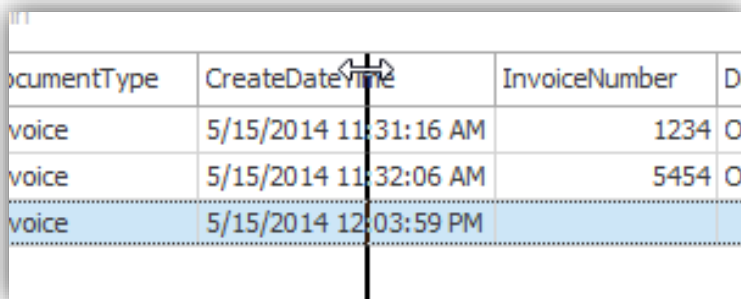 ocumentType CreateDateTime InvoiceNumber D
voice 5/15/2014 11:31:16 AM 1234 O
voice 5/15/2014 11:32:06 AM 5454 O
voice 5/15/2014 12:03:59 PM